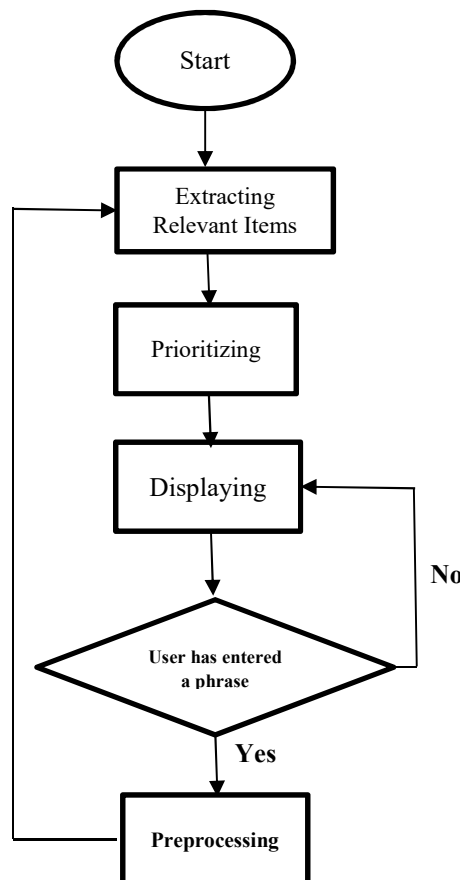 Start
Extracting
Relevant Items
Prioritizing
Displaying
No
User has entered
a phrase
Yes
Preprocessing